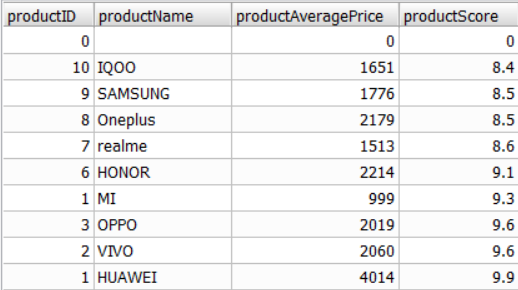 productID productName productAveragePrice productScore
0 0 0
10 IQOO 1651 8.4
9 SAMSUNG 1776 8.5
8 Oneplus 2179 8.5
7 realme 1513 8.6
6 HONOR 2214 9.1
1 MI 999 9.3
3 OPPO 2019 9.6
2 VIVO 2060 9.6
1 HUAWEI 4014 9.9